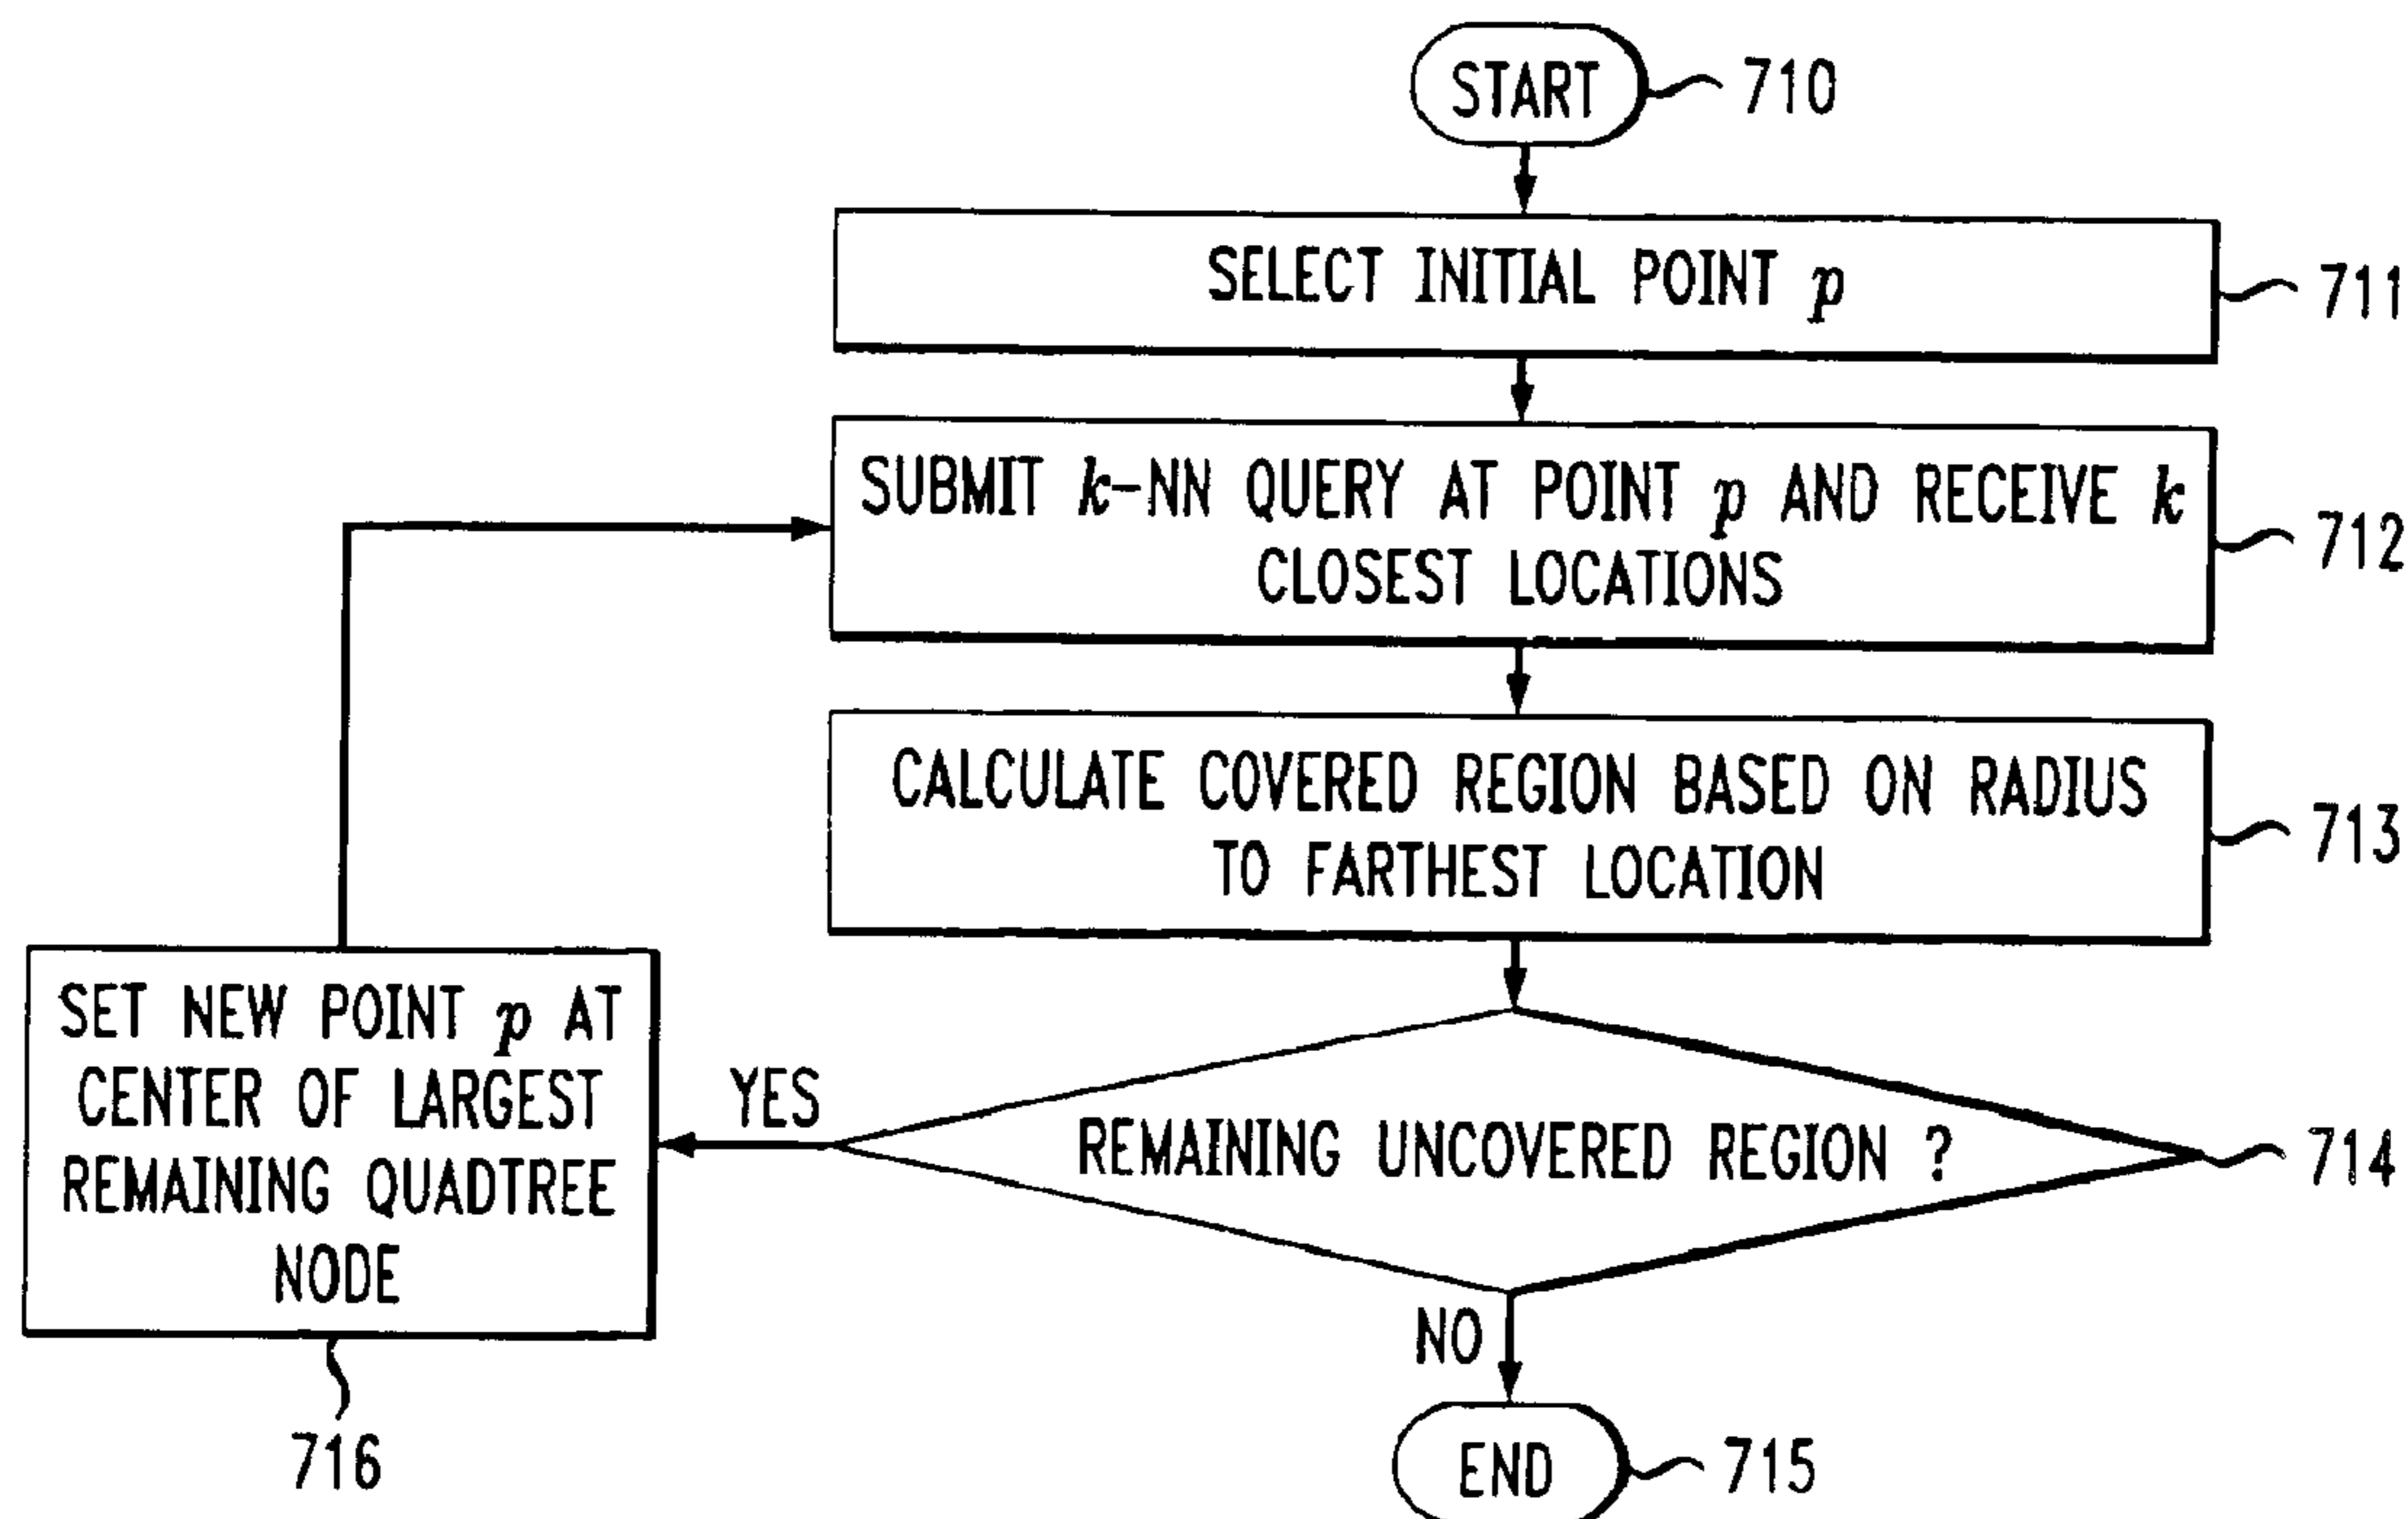 START
710
SELECT INITIAL POINT p
711
SUBMIT k-NN QUERY AT POINT p AND RECEIVE k
CLOSEST LOCATIONS
712
CALCULATE COVERED REGION BASED ON RADIUS
TO FARTHEST LOCATION
713
REMAINING UNCOVERED REGION ?
714
YES
SET NEW POINT p AT
CENTER OF LARGEST
REMAINING QUADTREE
NODE
716
NO
END
715